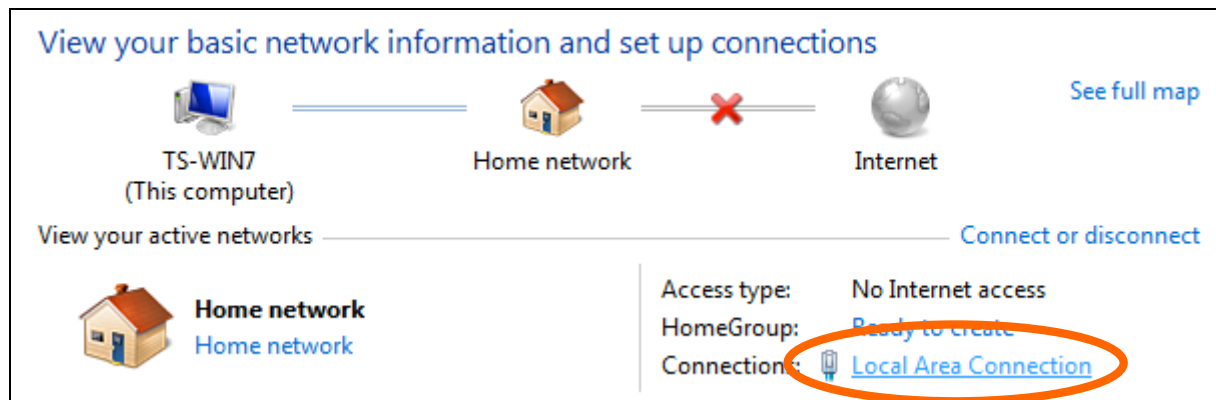 View your basic network information and set up connections
See full map
TS-WIN7
(This computer)
Home network
Internet
View your active networks
Connect or disconnect
Home network
Home network
Access type: No Internet access
HomeGroup: Ready to create
Connections: Local Area Connection